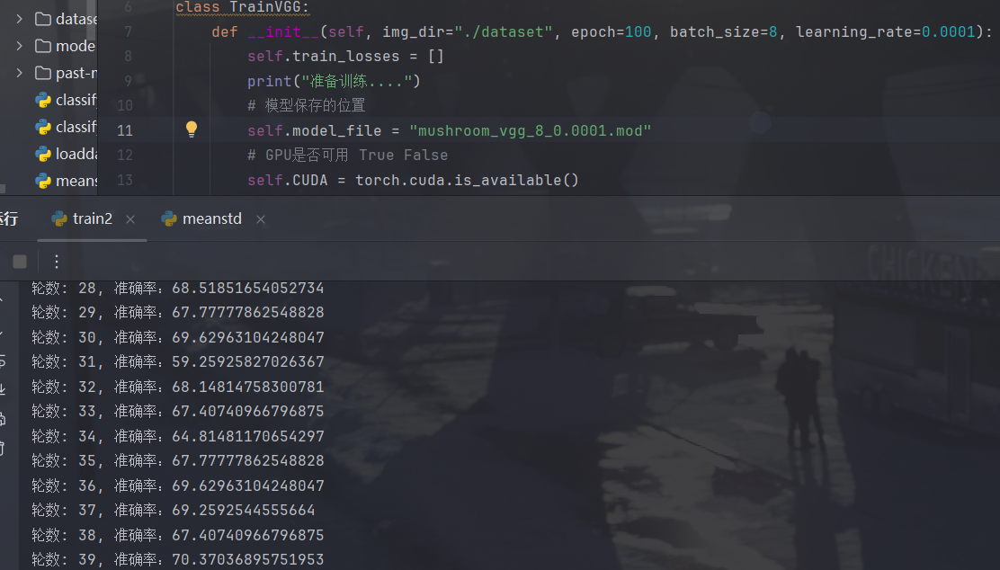 6 class TrainVGG:
datase
7 def __init__(self, img_dir="./dataset", epoch=100, batch_size=8, learning_rate=0.0001):
mode
8 self.train_losses = []
past-m
9 print("准备训练....")
classif
10 # 模型保存的位置
classif
11 self.model_file = "mushroom_vgg_8_0.0001.mod"
loadda
12 # GPU是否可用 True False
means
13 self.CUDA = torch.cuda.is_available()
行 train2 × meanstd ×
CHICKEN
轮数: 28, 准确率：68.51851654052734
轮数: 29, 准确率：67.77777862548828
轮数: 30, 准确率：69.62963104248047
轮数: 31, 准确率：59.25925827026367
轮数: 32, 准确率：68.14814758300781
轮数: 33, 准确率：67.40740966796875
轮数: 34, 准确率：64.81481170654297
轮数: 35, 准确率：67.77777862548828
轮数: 36, 准确率：69.62963104248047
轮数: 37, 准确率：69.2592544555664
轮数: 38, 准确率：67.40740966796875
轮数: 39, 准确率：70.37036895751953